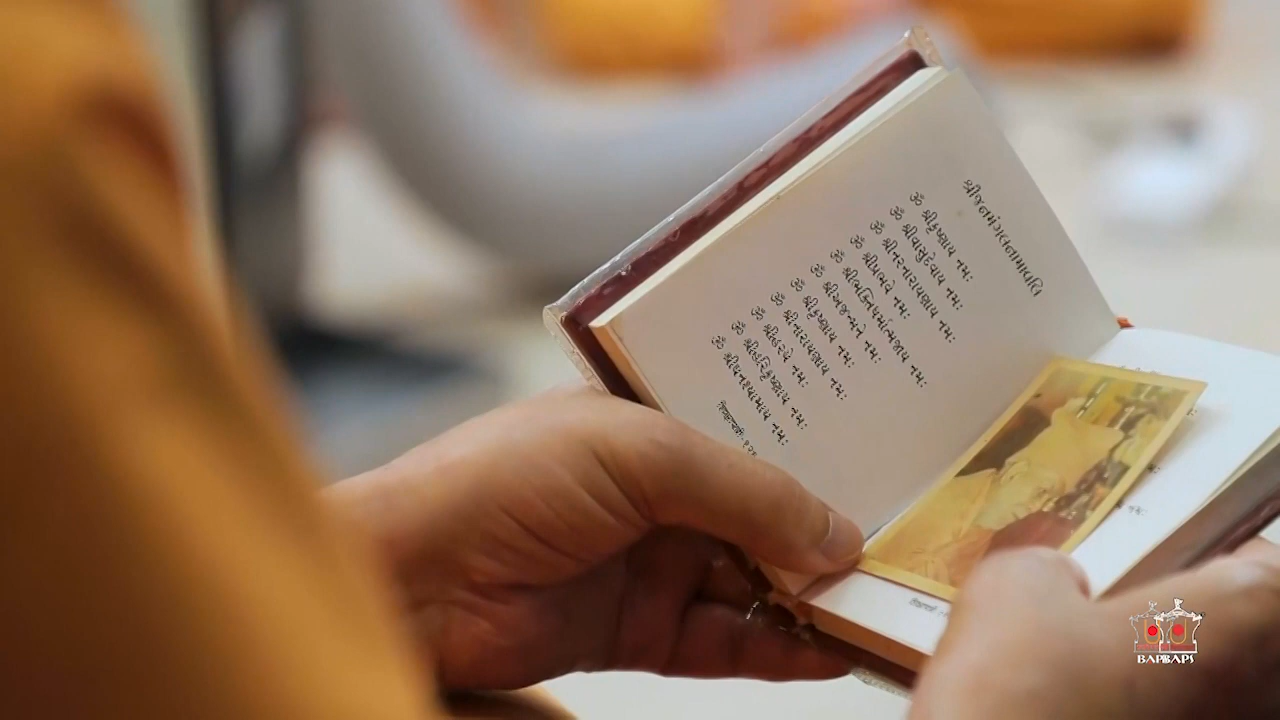 શ્રીજનમંગલનામાવલિ
ૐ શ્રીકૃષ્ણાય નમઃ
ૐ શ્રીવાસુદેવાય નમઃ
ૐ શ્રીનરનારાયણાય નમઃ
ૐ શ્રીપ્રભવે નમઃ
ૐ શ્રીભક્તિધર્માત્મજાય નમઃ
ૐ શ્રીઅજન્મને નમઃ
ૐ શ્રીકૃષ્ણાય નમઃ
ૐ શ્રીનારાયણાય નમઃ
ૐ શ્રીહરયે નમઃ
ૐ શ્રીહરિકૃષ્ણાય નમઃ
ૐ શ્રીઘનશ્યામાય નમઃ